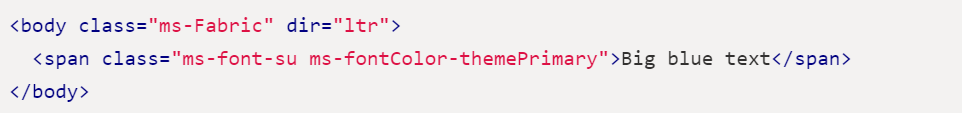 <body class="ms-Fabric" dir="ltr">
  <span class="ms-font-su ms-fontColor-themePrimary">Big blue text</span>
</body>